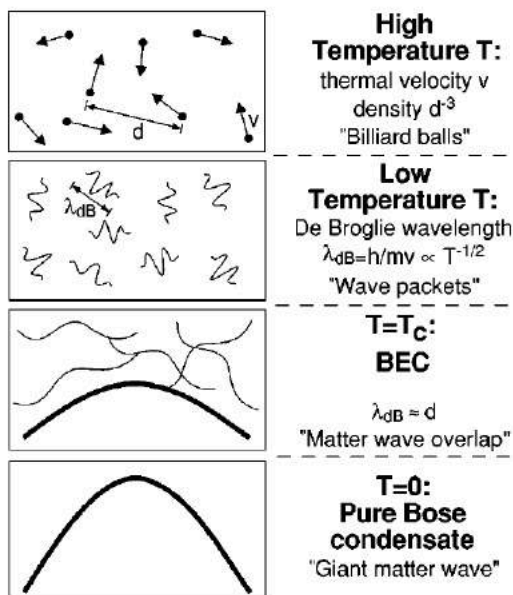 High
Temperature T:
thermal velocity v
density d⁻³
"Billiard balls"
d
v
Low
Temperature T:
De Broglie wavelength
λdB=h/mv ∝ T⁻¹/²
"Wave packets"
λdB
T=Tc:
BEC
λdB ≈ d
"Matter wave overlap"
T=0:
Pure Bose
condensate
"Giant matter wave"